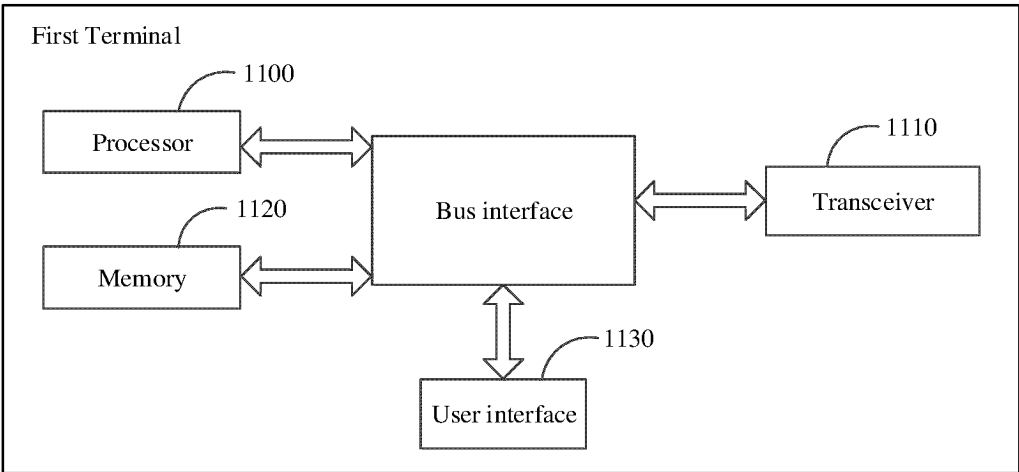 First Terminal
1100
Processor
1110
Bus interface
Transceiver
1120
Memory
1130
User interface